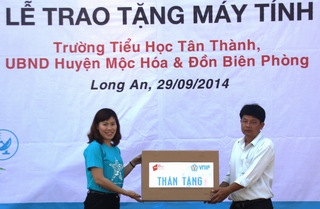 LỄ TRAO TẶNG MÁY TÍNH
Trường Tiểu Học Tân Thành,
UBND Huyện Mộc Hóa & Đồn Biên Phòng
Long An, 29/09/2014
THÂN TẶNG